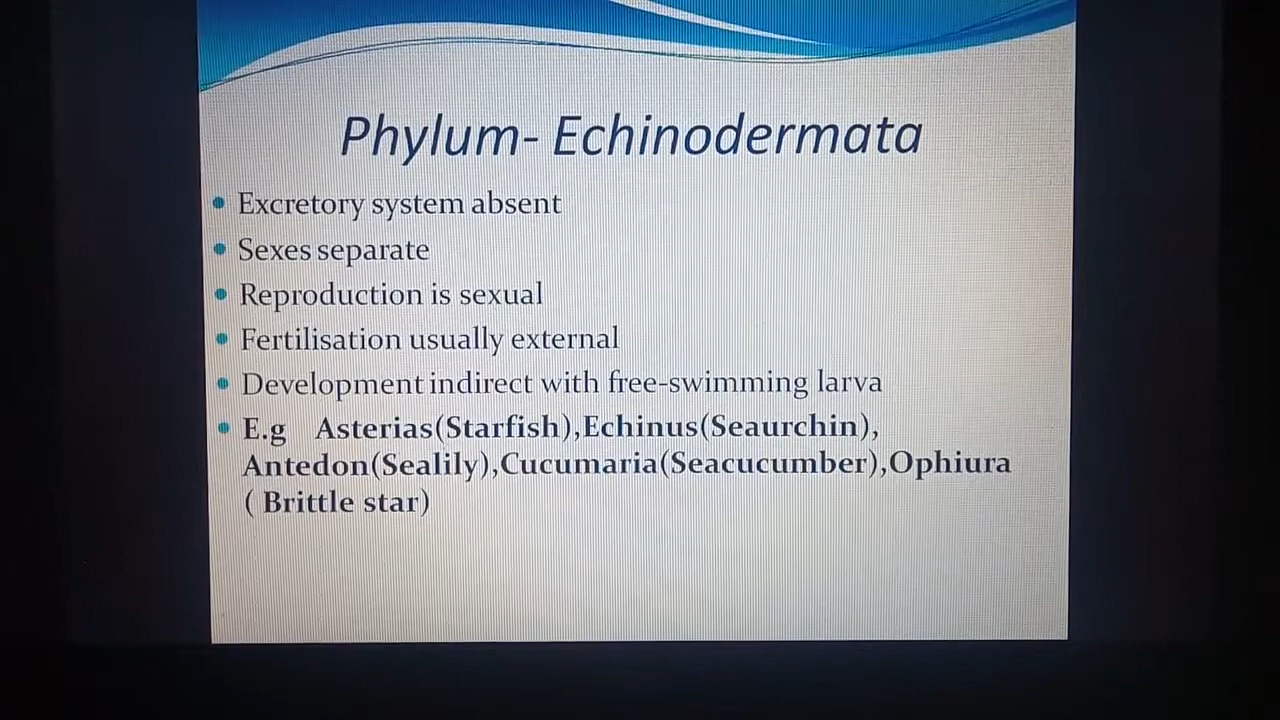 Phylum- Echinodermata
Excretory system absent
Sexes separate
Reproduction is sexual
Fertilisation usually external
Development indirect with free-swimming larva
E.g Asterias(Starfish),Echinus(Seaurchin),
Antedon(Sealily),Cucumaria(Seacucumber),Ophiura
( Brittle star)